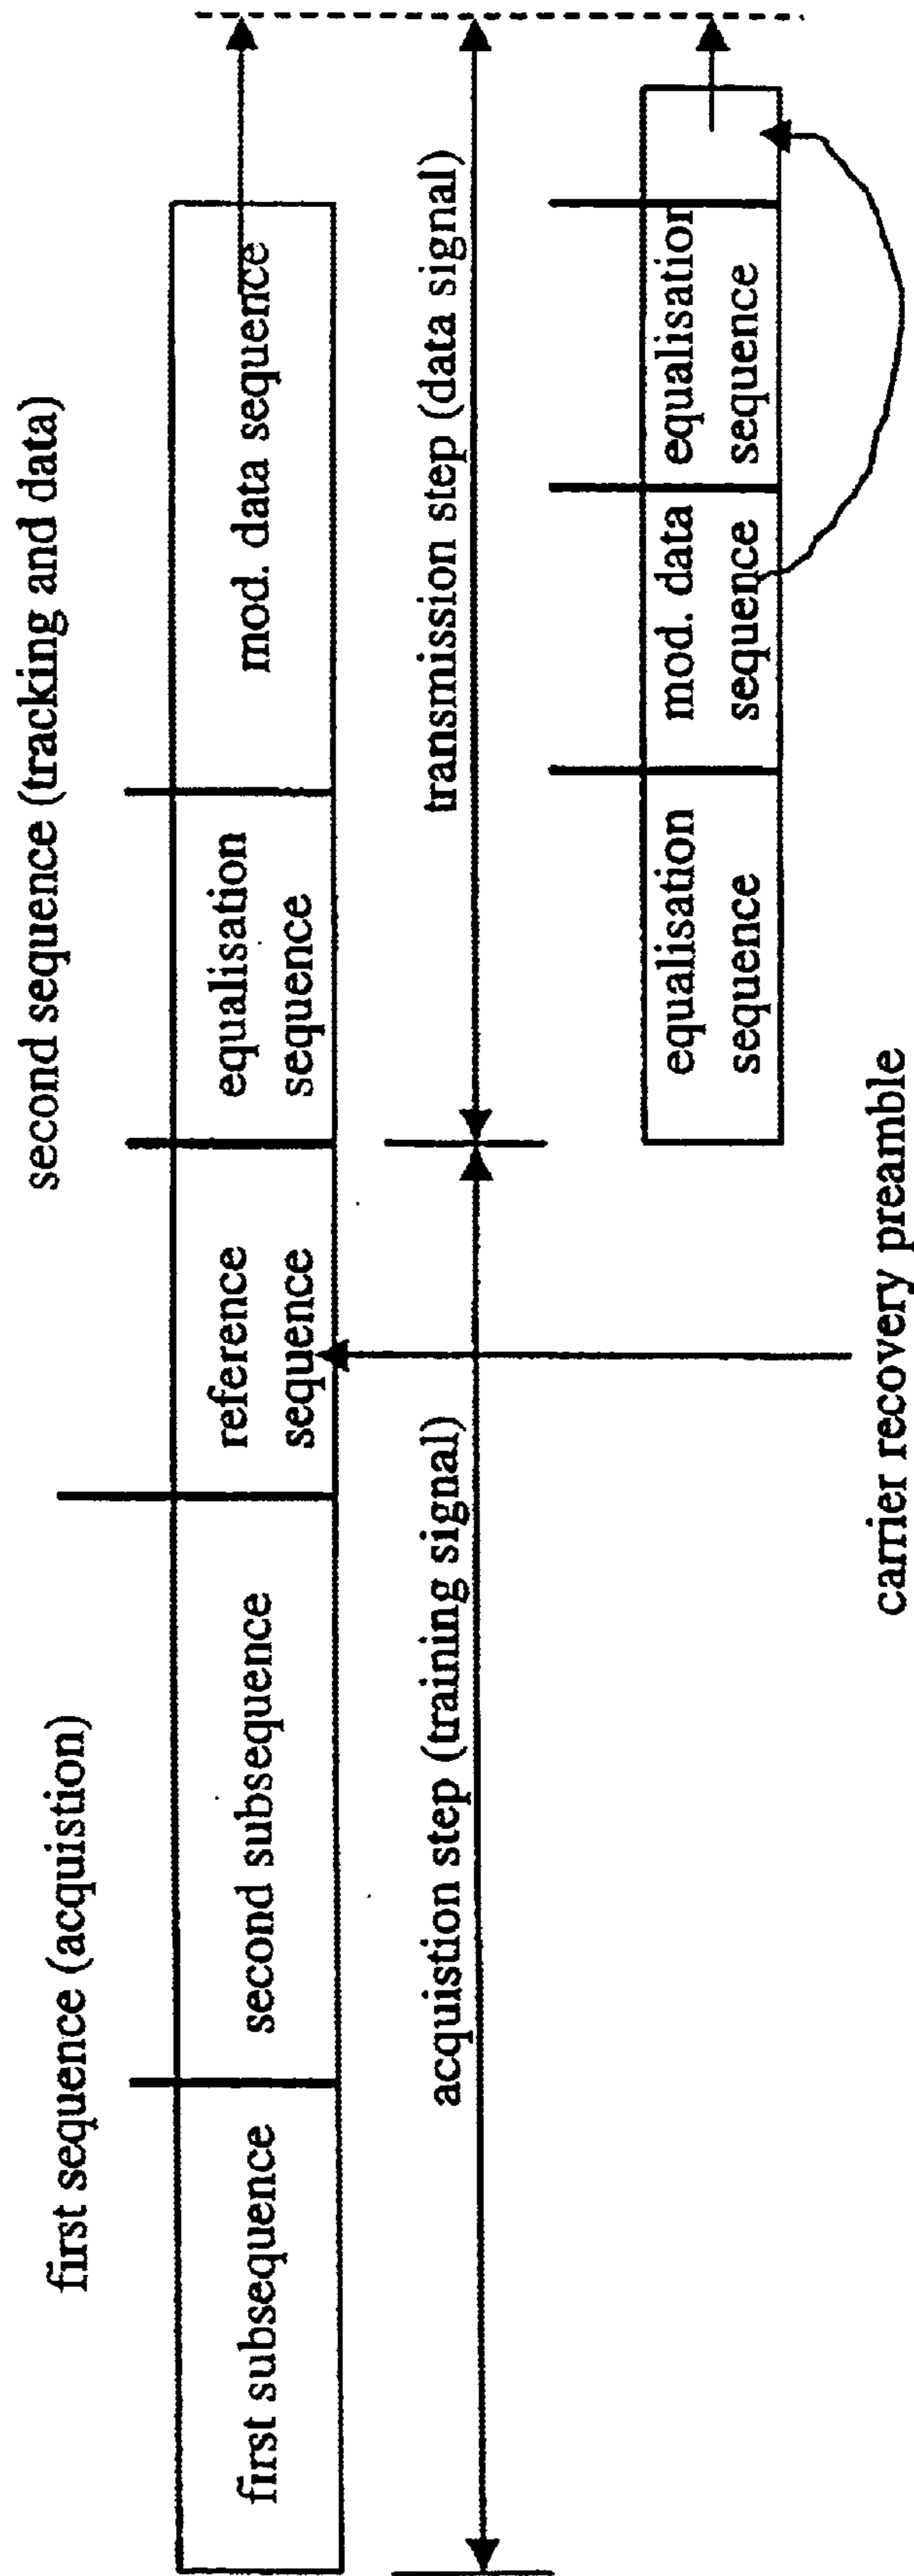 first sequence (acquistion)
second sequence (tracking and data)
first subsequence
second subsequence
reference
sequence
equalisation
sequence
mod. data sequence
acquistion step (training signal)
transmission step (data signal)
equalisation
sequence
mod. data
sequence
equalisation
sequence
carrier recovery preamble